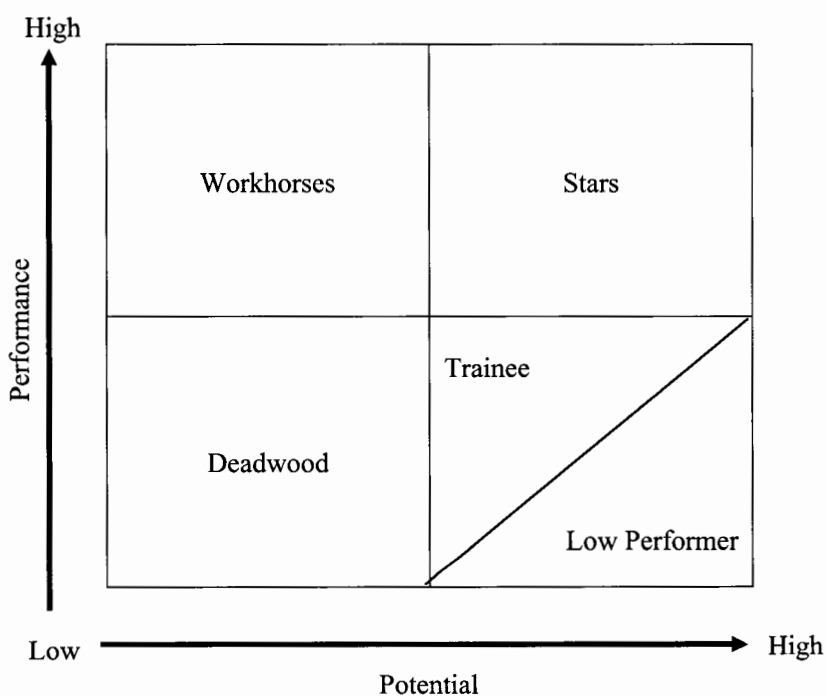 High
Workhorses
Stars
Performance
Trainee
Deadwood
Low Performer
Low
High
Potential